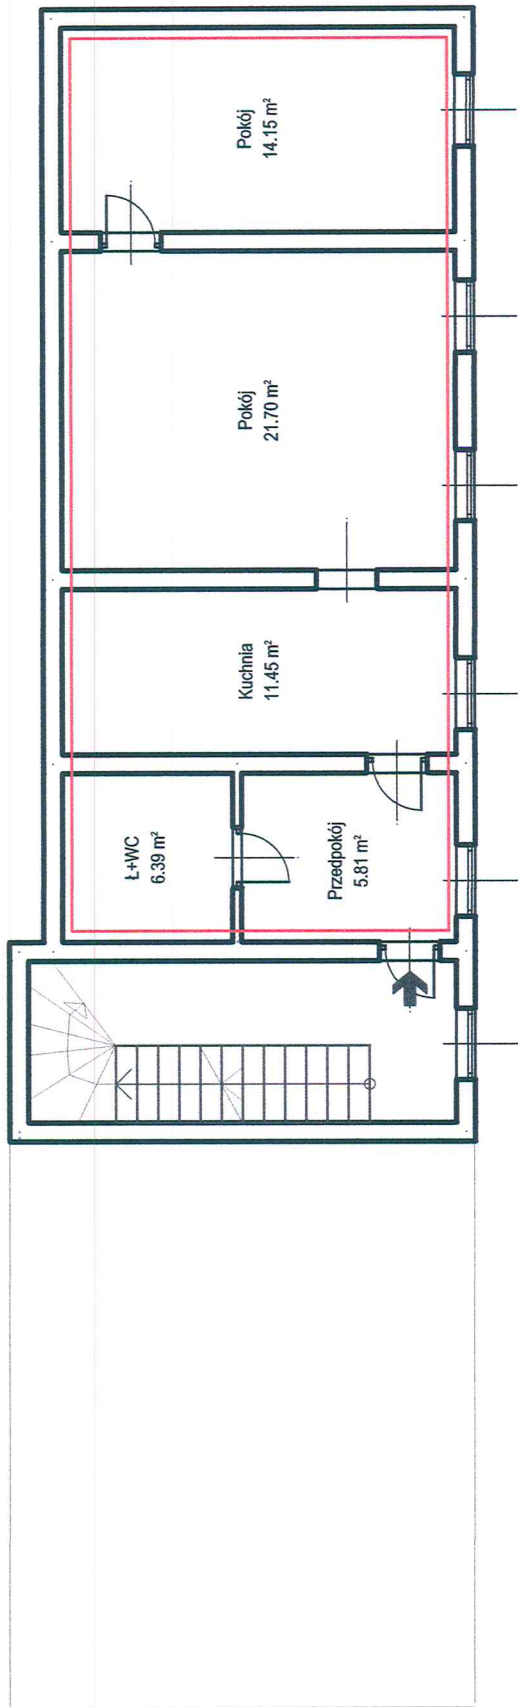 Pokój
14.15 m²
Pokój
21.70 m²
Kuchnia
11.45 m²
Ł+WC
6.39 m²
Przedpokój
5.81 m²